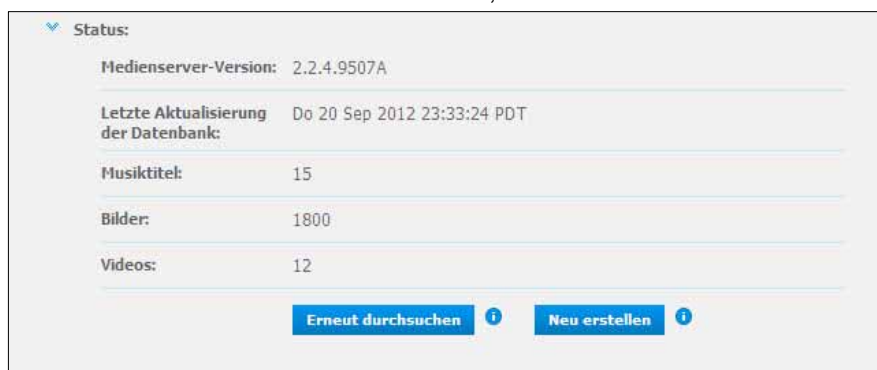 Status:
Medienserver-Version: 2.2.4.9507A
Letzte Aktualisierung der Datenbank: Do 20 Sep 2012 23:33:24 PDT
Musiktitel: 15
Bilder: 1800
Videos: 12
Erneut durchsuchen Neu erstellen